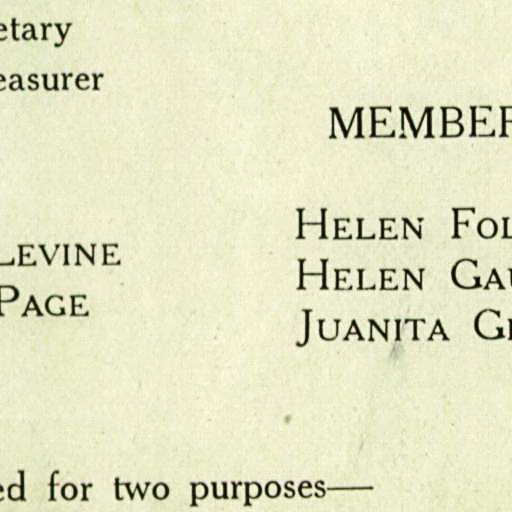 etary
easurer
MEMBER
LEVINE
PAGE
HELEN FOL
HELEN GAU
JUANITA G
ed for two purposes—